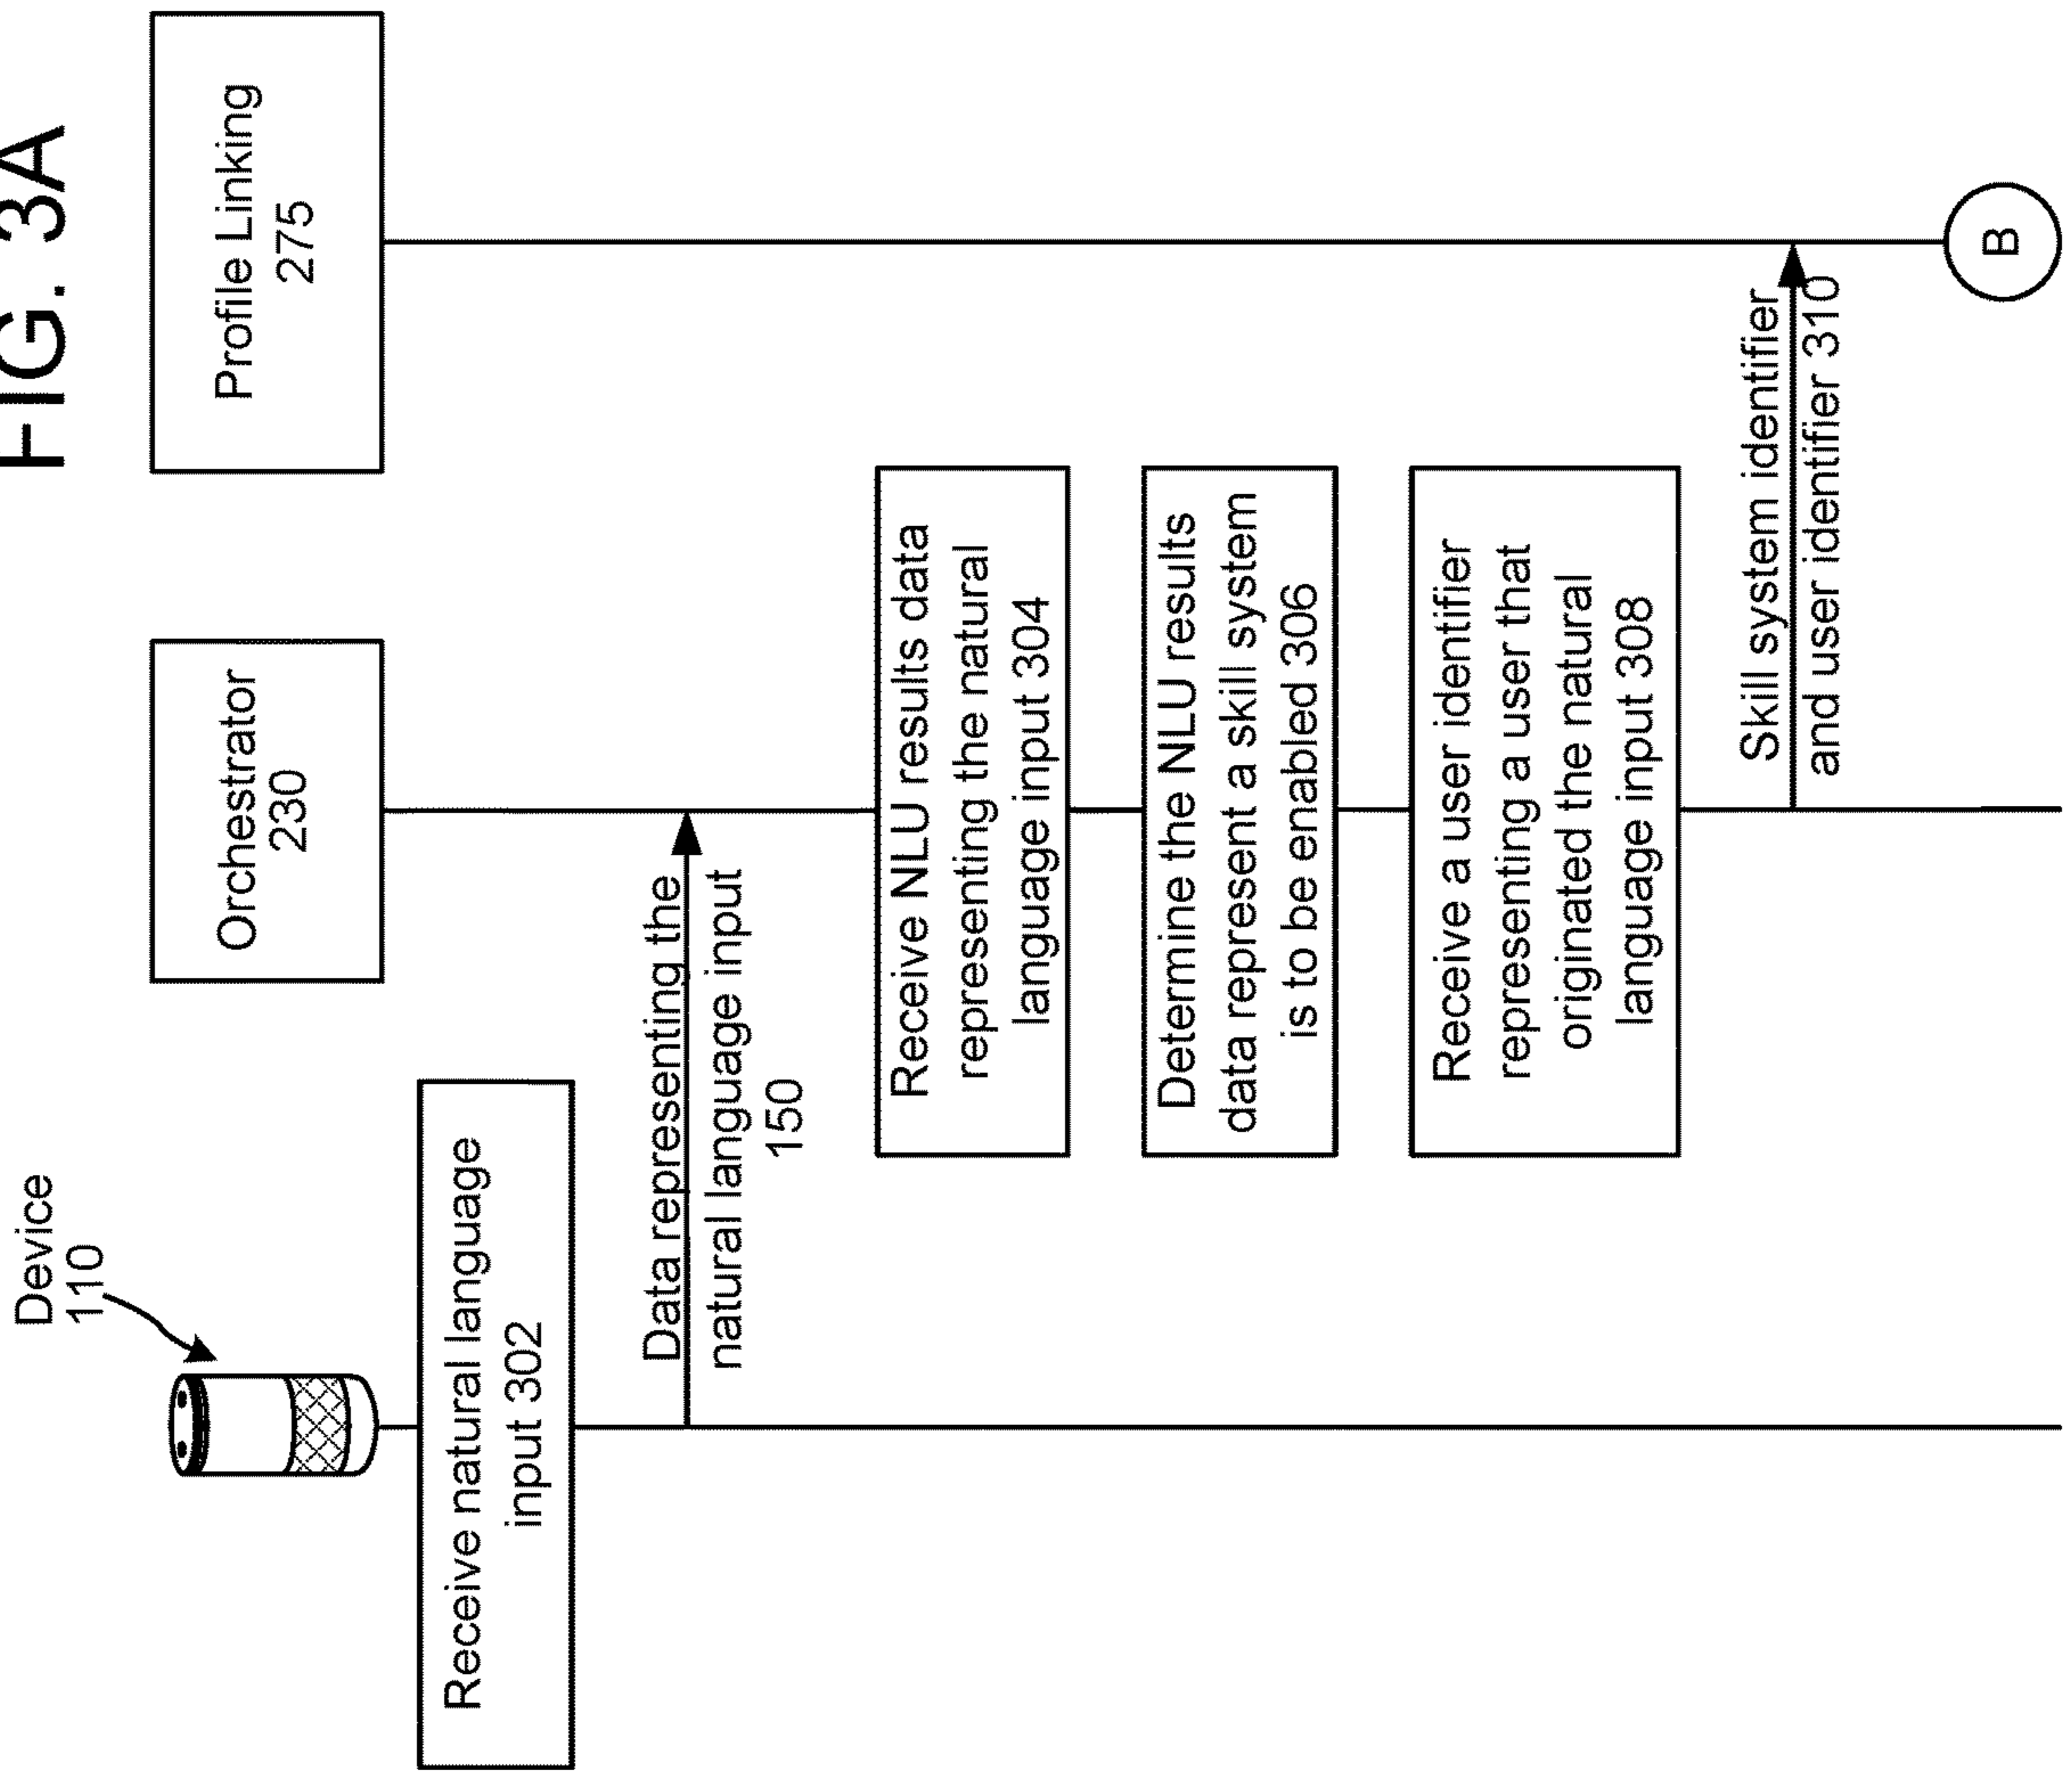 FIG. 3A
Device
110
Orchestrator
230
Profile Linking
275
Receive natural language
input 302
Data representing the
natural language input
150
Receive NLU results data
representing the natural
language input 304
Determine the NLU results
data represent a skill system
is to be enabled 306
Receive a user identifier
representing a user that
originated the natural
language input 308
Skill system identifier
and user identifier 310
B